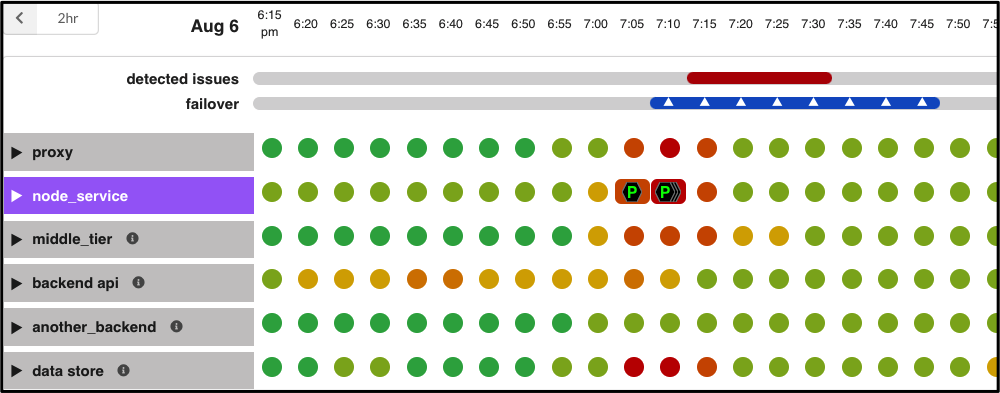 2hr
Aug 6
6:15 pm 6:20 6:25 6:30 6:35 6:40 6:45 6:50 6:55 7:00 7:05 7:10 7:15 7:20 7:25 7:30 7:35 7:40 7:45 7:50
detected issues
failover
proxy
node_service
P P
middle_tier
backend api
another_backend
data store